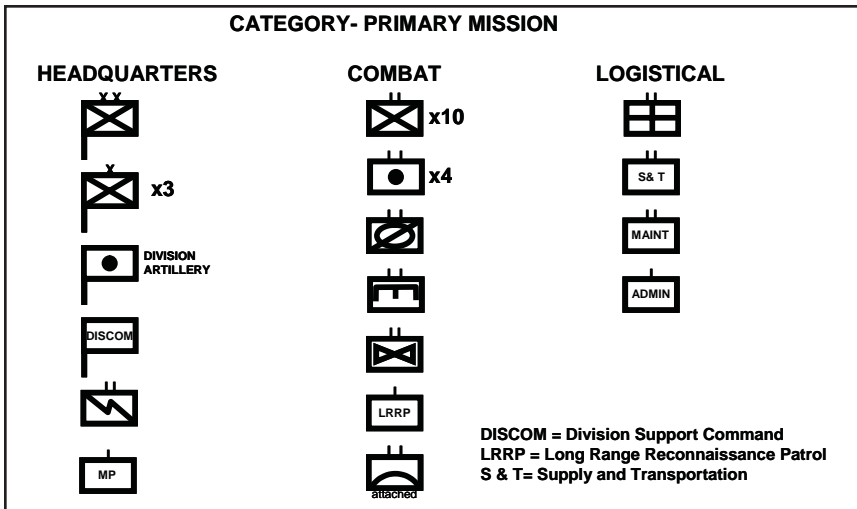 CATEGORY- PRIMARY MISSION
HEADQUARTERS
X X
X
x3
DIVISION
ARTILLERY
DISCOM
MP
COMBAT
x10
x4
LRRP
attached
LOGISTICAL
S& T
MAINT
ADMIN
DISCOM = Division Support Command
LRRP = Long Range Reconnaissance Patrol
S & T= Supply and Transportation